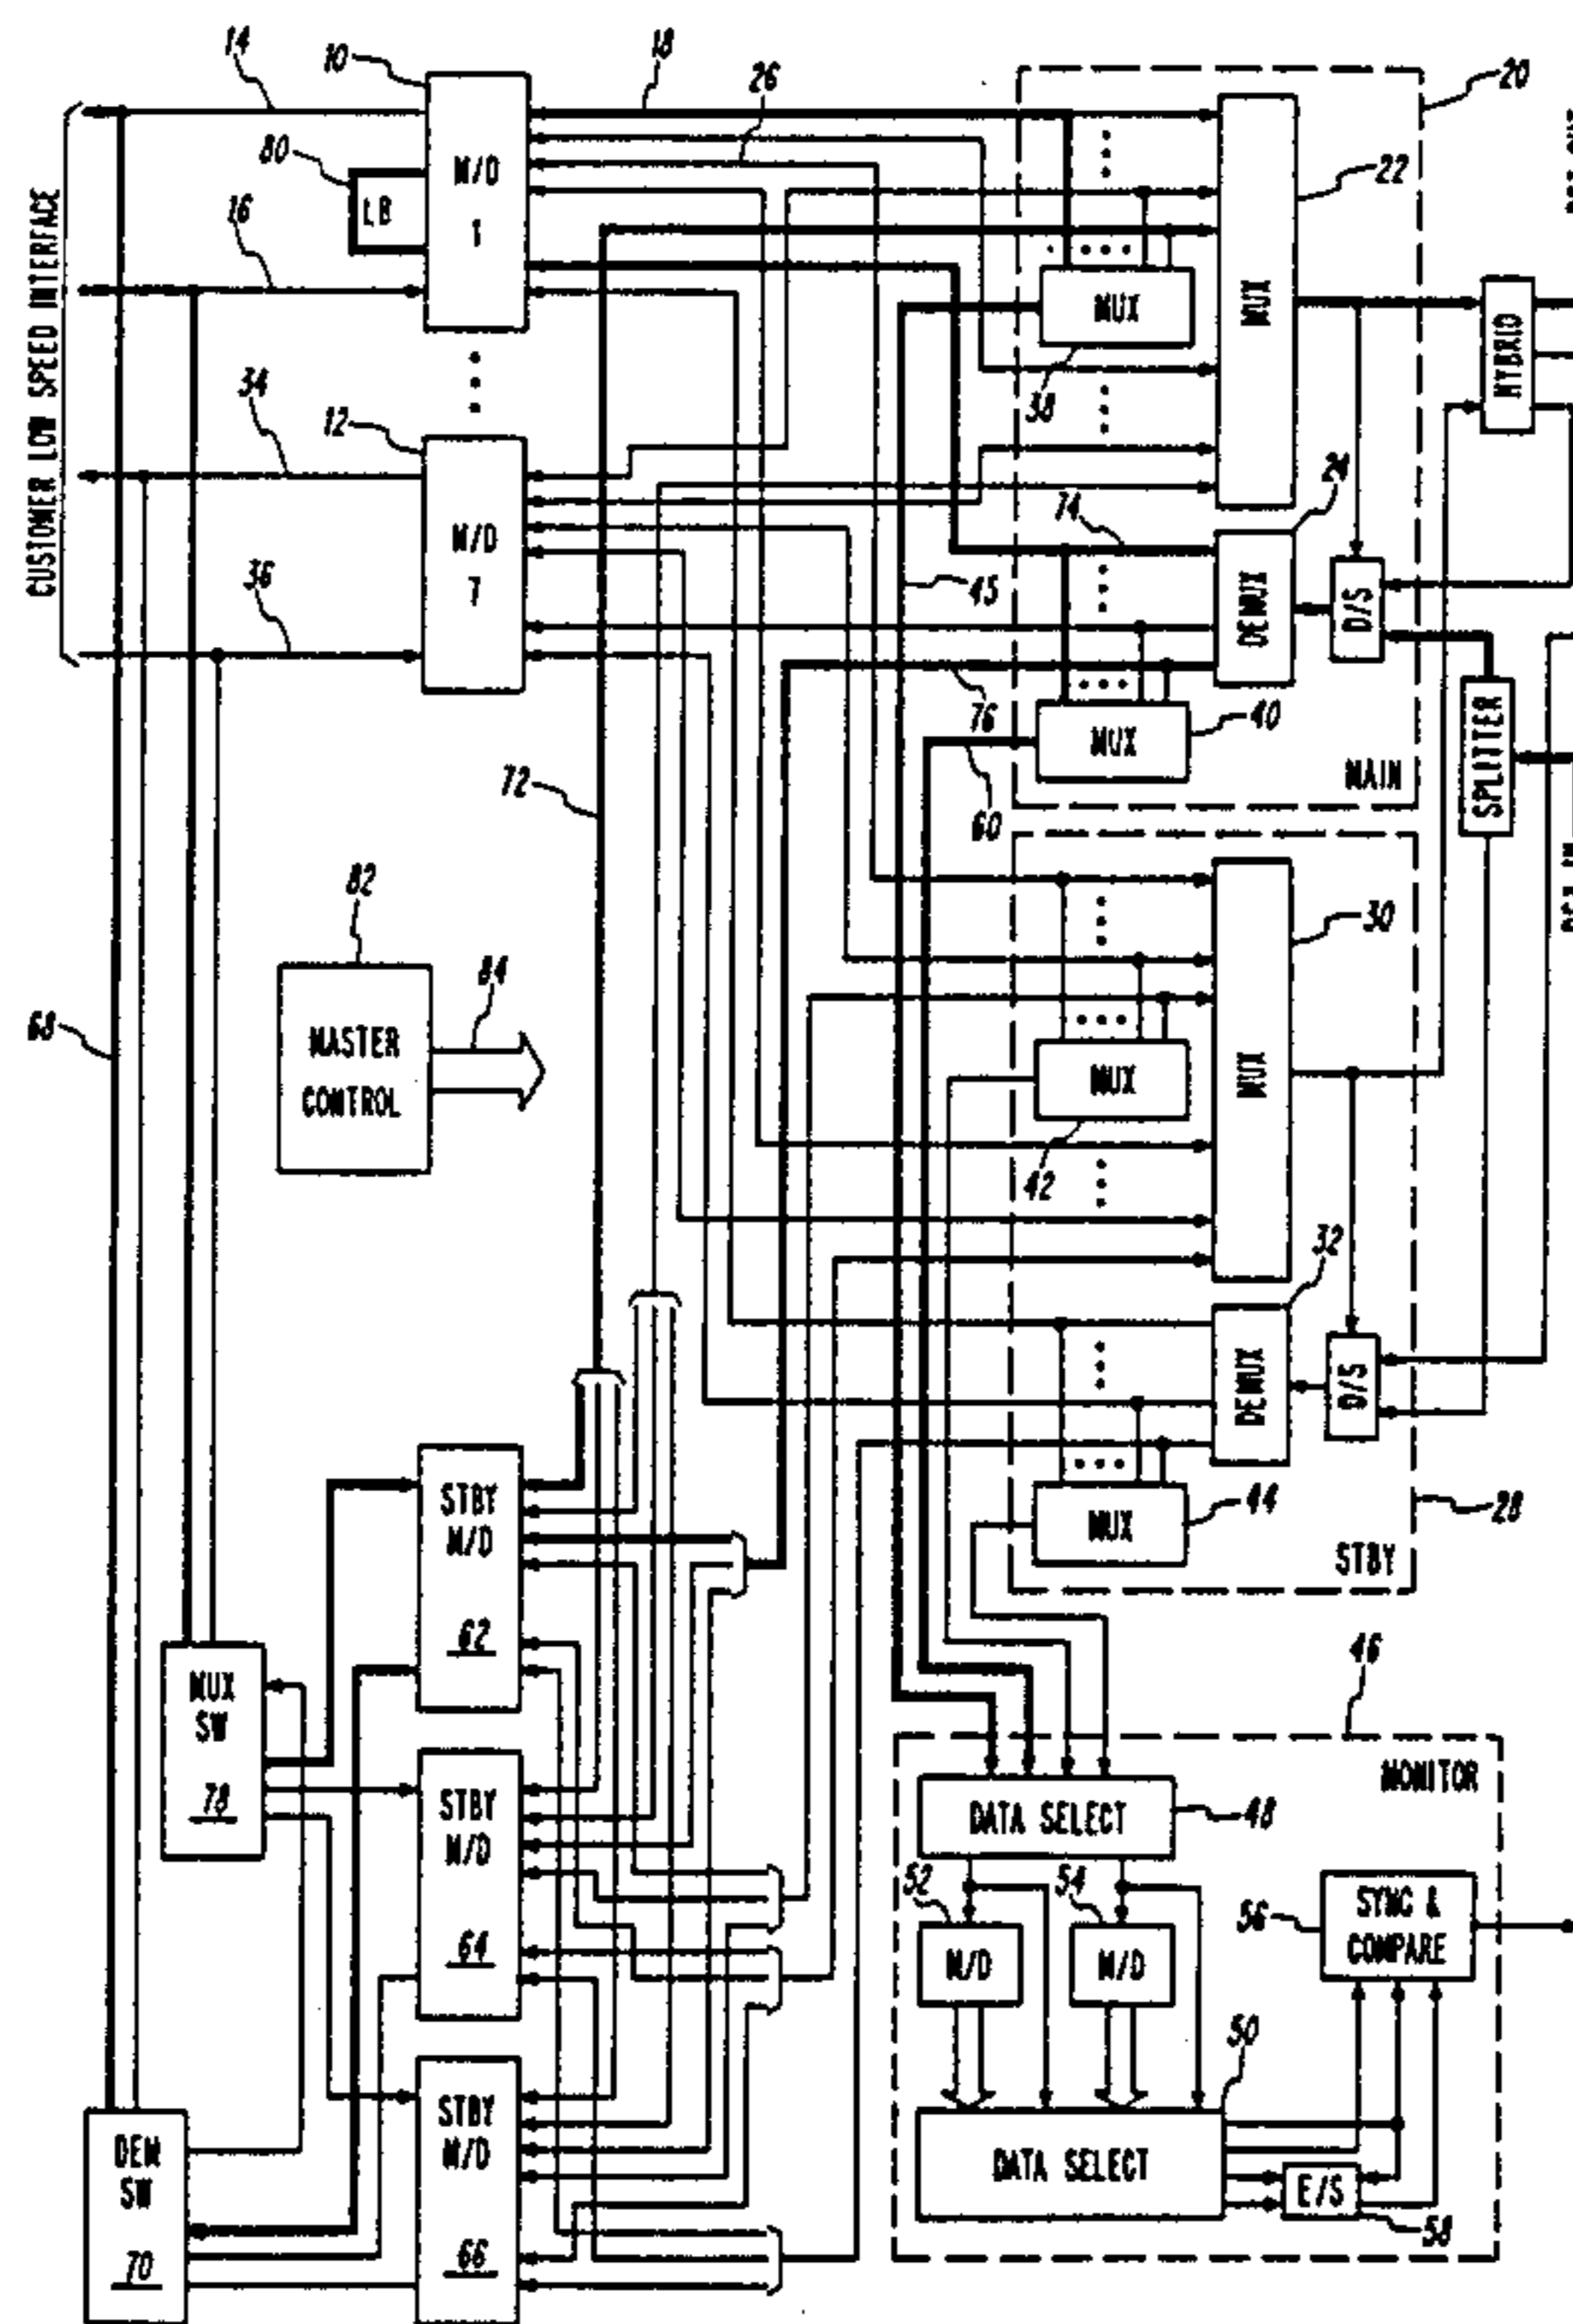 14
10
18
26
20
80
LB
M/D
1
22
16
CUSTOMER LOW SPEED INTERFACE
MUX
MUX
38
HYBRID
34
12
M/D
7
24
74
DEMUX
D/S
36
45
76
MUX
40
SPLITTER
MAIN
72
60
82
84
MASTER
CONTROL
68
30
MUX
MUX
42
32
DEMUX
D/S
MUX
44
28
STBY
STBY
M/D
62
MUX
SW
78
46
MONITOR
STBY
M/D
64
DATA SELECT
48
52
54
M/D
M/D
56
SYNC &
COMPARE
50
DEM
SW
70
STBY
M/D
66
DATA SELECT
E/S
58